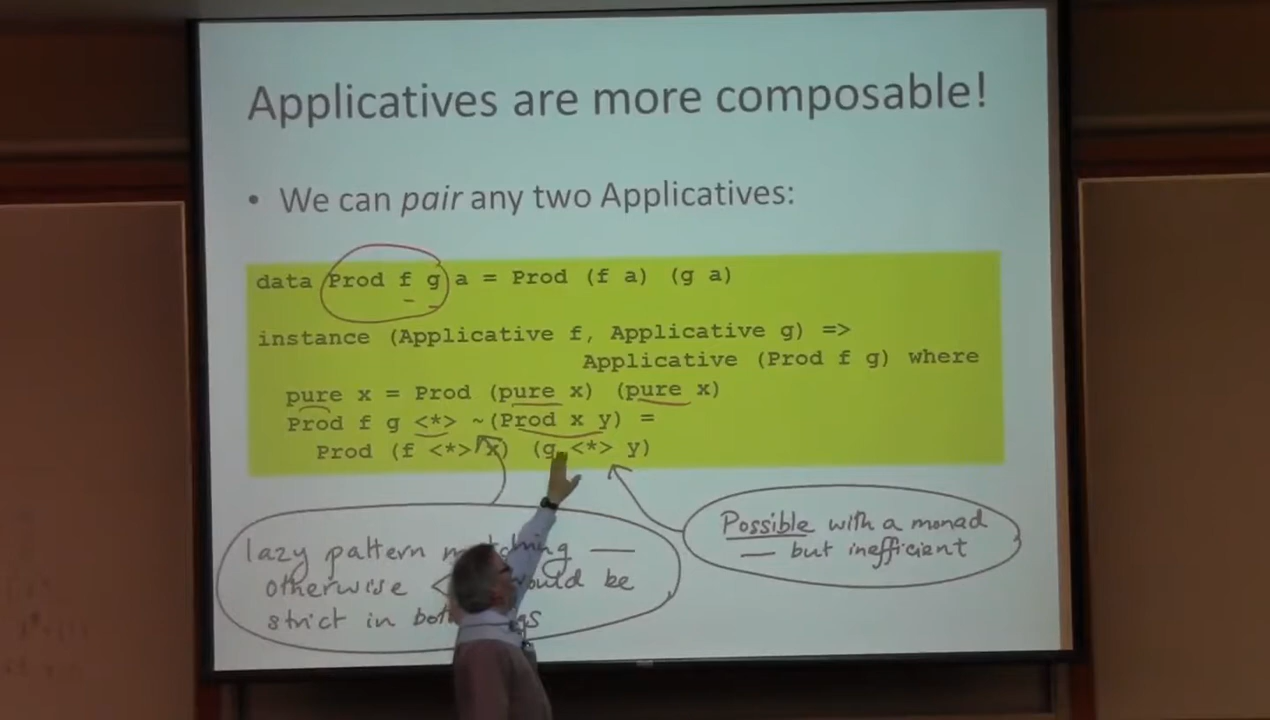 Applicatives are more composable!
• We can pair any two Applicatives:
data Prod f g a = Prod (f a) (g a)
instance (Applicative f, Applicative g) =>
Applicative (Prod f g) where
pure x = Prod (pure x) (pure x)
Prod f g <*> ~(Prod x y) =
Prod (f <*> x) (g <*> y)
lazy pattern matching —
otherwise < would be
strict in both
Possible with a monad
— but inefficient